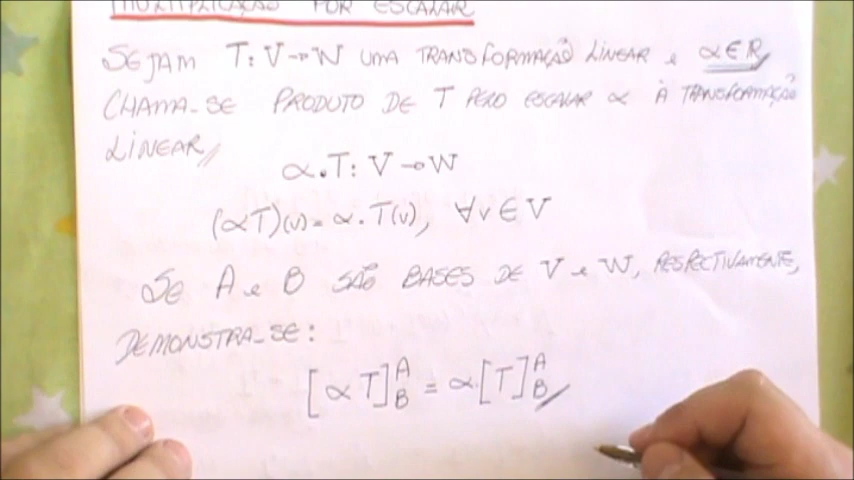 MULTIPLICAÇÃO POR ESCALAR
SEJAM T: V→W UMA TRANSFORMAÇÃO LINEAR E α∈R,
CHAMA-SE PRODUTO DE T PELO ESCALAR α À TRANSFORMAÇÃO
LINEAR,
α.T: V→W
(αT)(v) = α.T(v), ∀v ∈ V
SE A e B SÃO BASES DE V e W, RESPECTIVAMENTE,
DEMONSTRA-SE:
[αT]^A_B = α.[T]^A_B